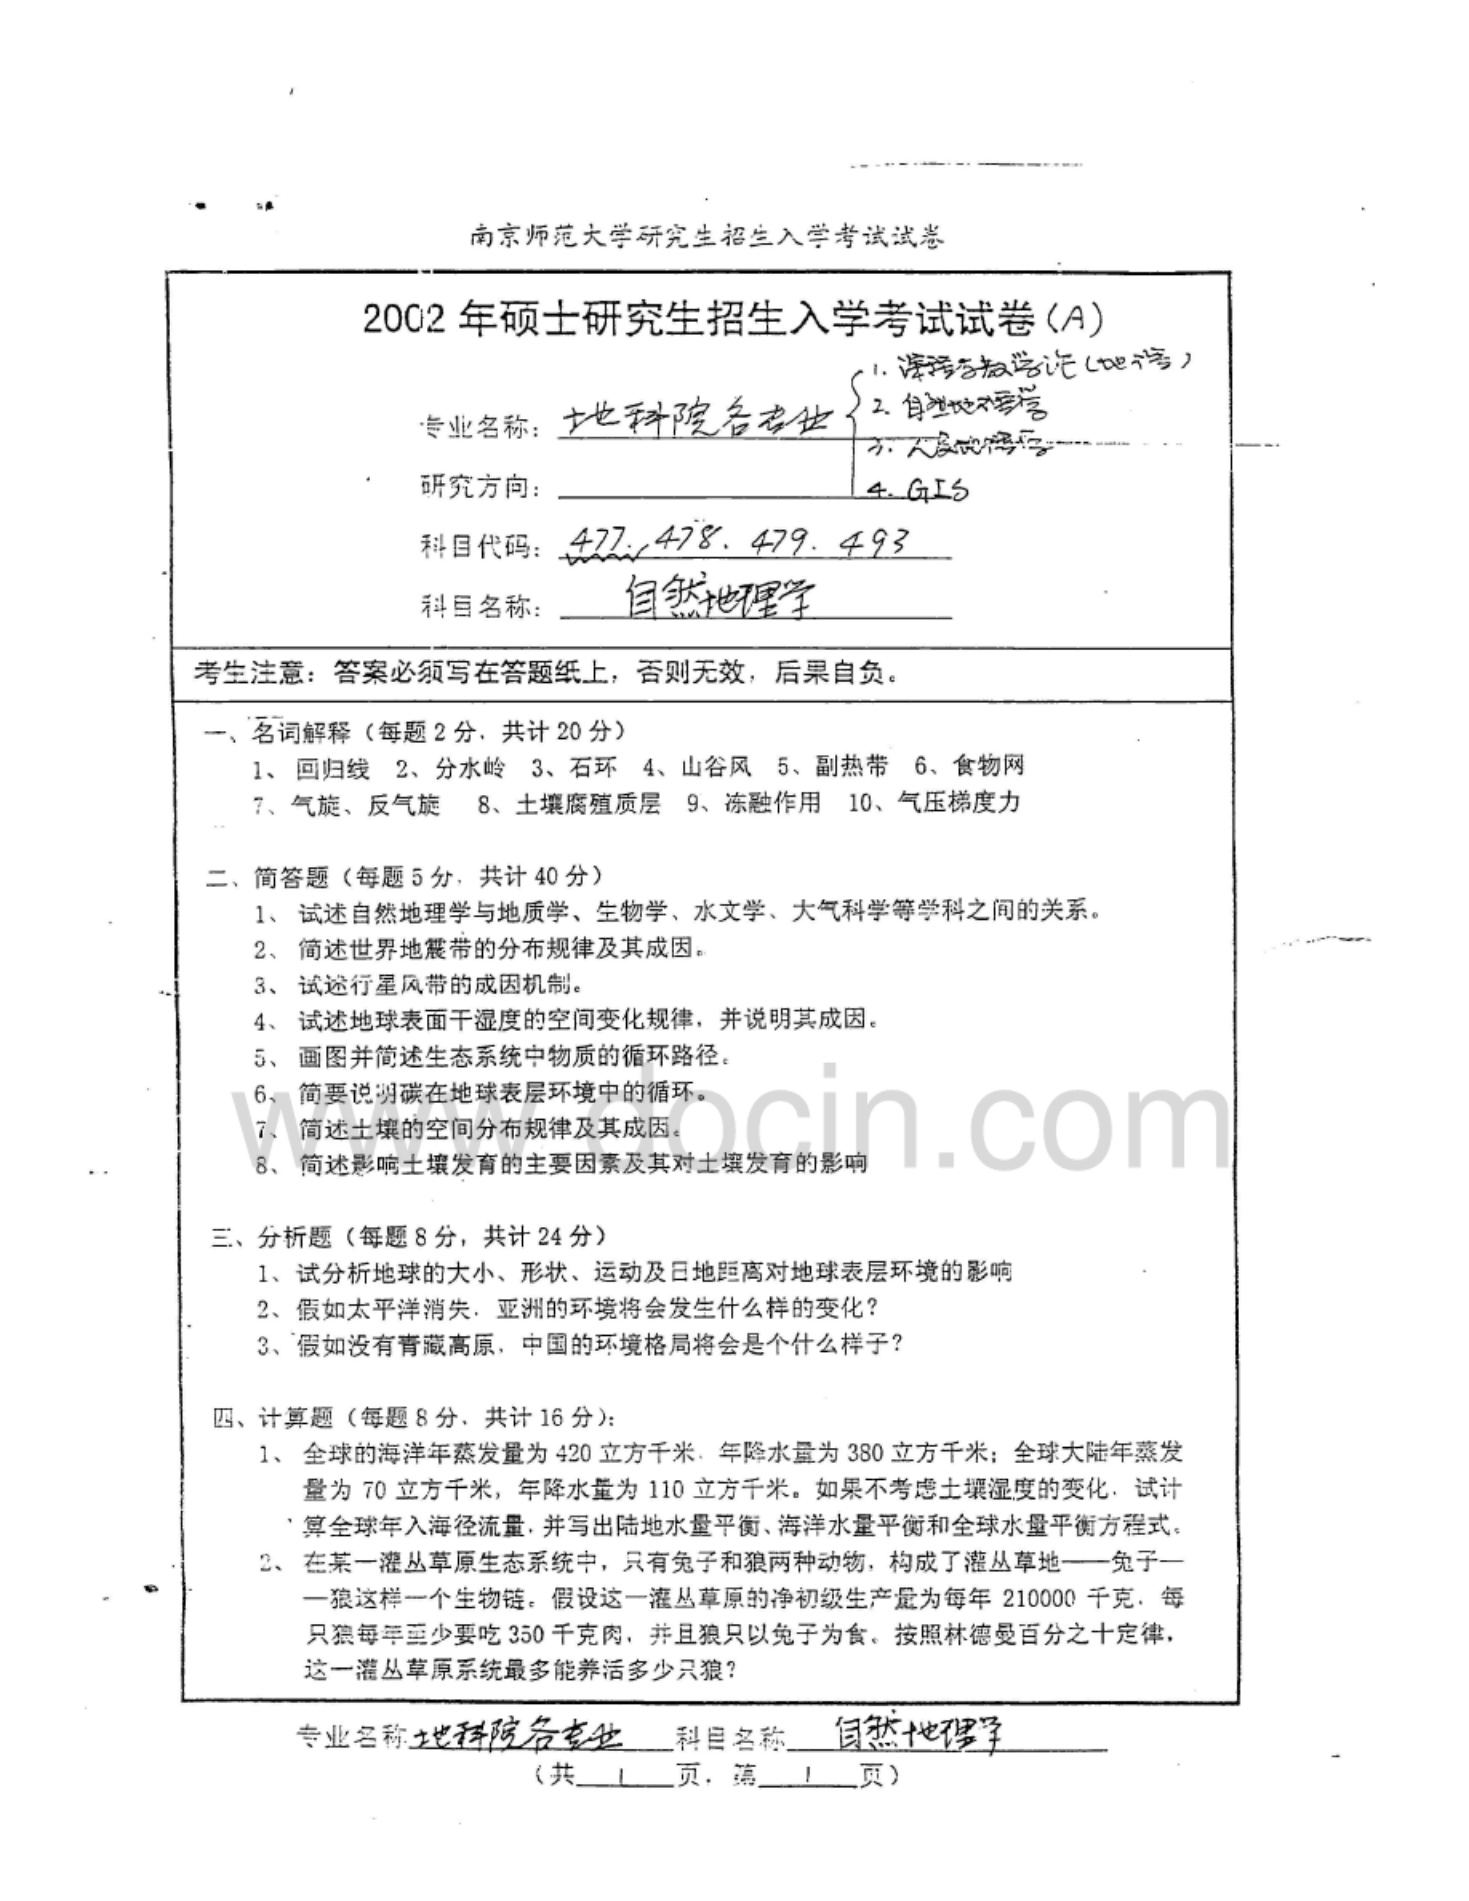 南京师范大学研究生招生入学考试试卷
2002 年硕士研究生招生入学考试试卷(A)
1. 课程与教学论(地理)
专业名称: 地科院各专业
2. 自然地理学
3. 人文地理学
研究方向:
4. GIS
科目代码: 477. 478. 479. 493
科目名称: 自然地理学
考生注意: 答案必须写在答题纸上, 否则无效, 后果自负。
一、名词解释（每题 2 分, 共计 20 分）
1、 回归线 2、分水岭 3、石环 4、山谷风 5、副热带 6、食物网
7、气旋、反气旋 8、土壤腐殖质层 9、冻融作用 10、气压梯度力
二、简答题（每题 5 分, 共计 40 分）
1、 试述自然地理学与地质学、生物学、水文学、大气科学等学科之间的关系。
2、 简述世界地震带的分布规律及其成因。
3、 试述行星风带的成因机制。
4、 试述地球表面干湿度的空间变化规律, 并说明其成因。
5、 画图并简述生态系统中物质的循环路径。
6、 简要说明碳在地球表层环境中的循环。
7、 简述土壤的空间分布规律及其成因。
8、 简述影响土壤发育的主要因素及其对土壤发育的影响
www.docin.com
三、分析题（每题 8 分, 共计 24 分）
1、试分析地球的大小、形状、运动及日地距离对地球表层环境的影响
2、假如太平洋消失, 亚洲的环境将会发生什么样的变化?
3、假如没有青藏高原, 中国的环境格局将会是个什么样子?
四、计算题（每题 8 分, 共计 16 分）:
1、 全球的海洋年蒸发量为 420 立方千米, 年降水量为 380 立方千米; 全球大陆年蒸发
量为 70 立方千米, 年降水量为 110 立方千米。如果不考虑土壤湿度的变化, 试计
算全球年入海径流量, 并写出陆地水量平衡、海洋水量平衡和全球水量平衡方程式。
2、 在某一灌丛草原生态系统中, 只有兔子和狼两种动物, 构成了灌丛草地——兔子—
—狼这样一个生物链。假设这一灌丛草原的净初级生产量为每年 210000 千克, 每
只狼每年至少要吃 350 千克肉, 并且狼只以兔子为食。按照林德曼百分之十定律,
这一灌丛草原系统最多能养活多少只狼?
专业名称 地科院各专业 科目名称 自然地理学
（共 1 页, 第 1 页）